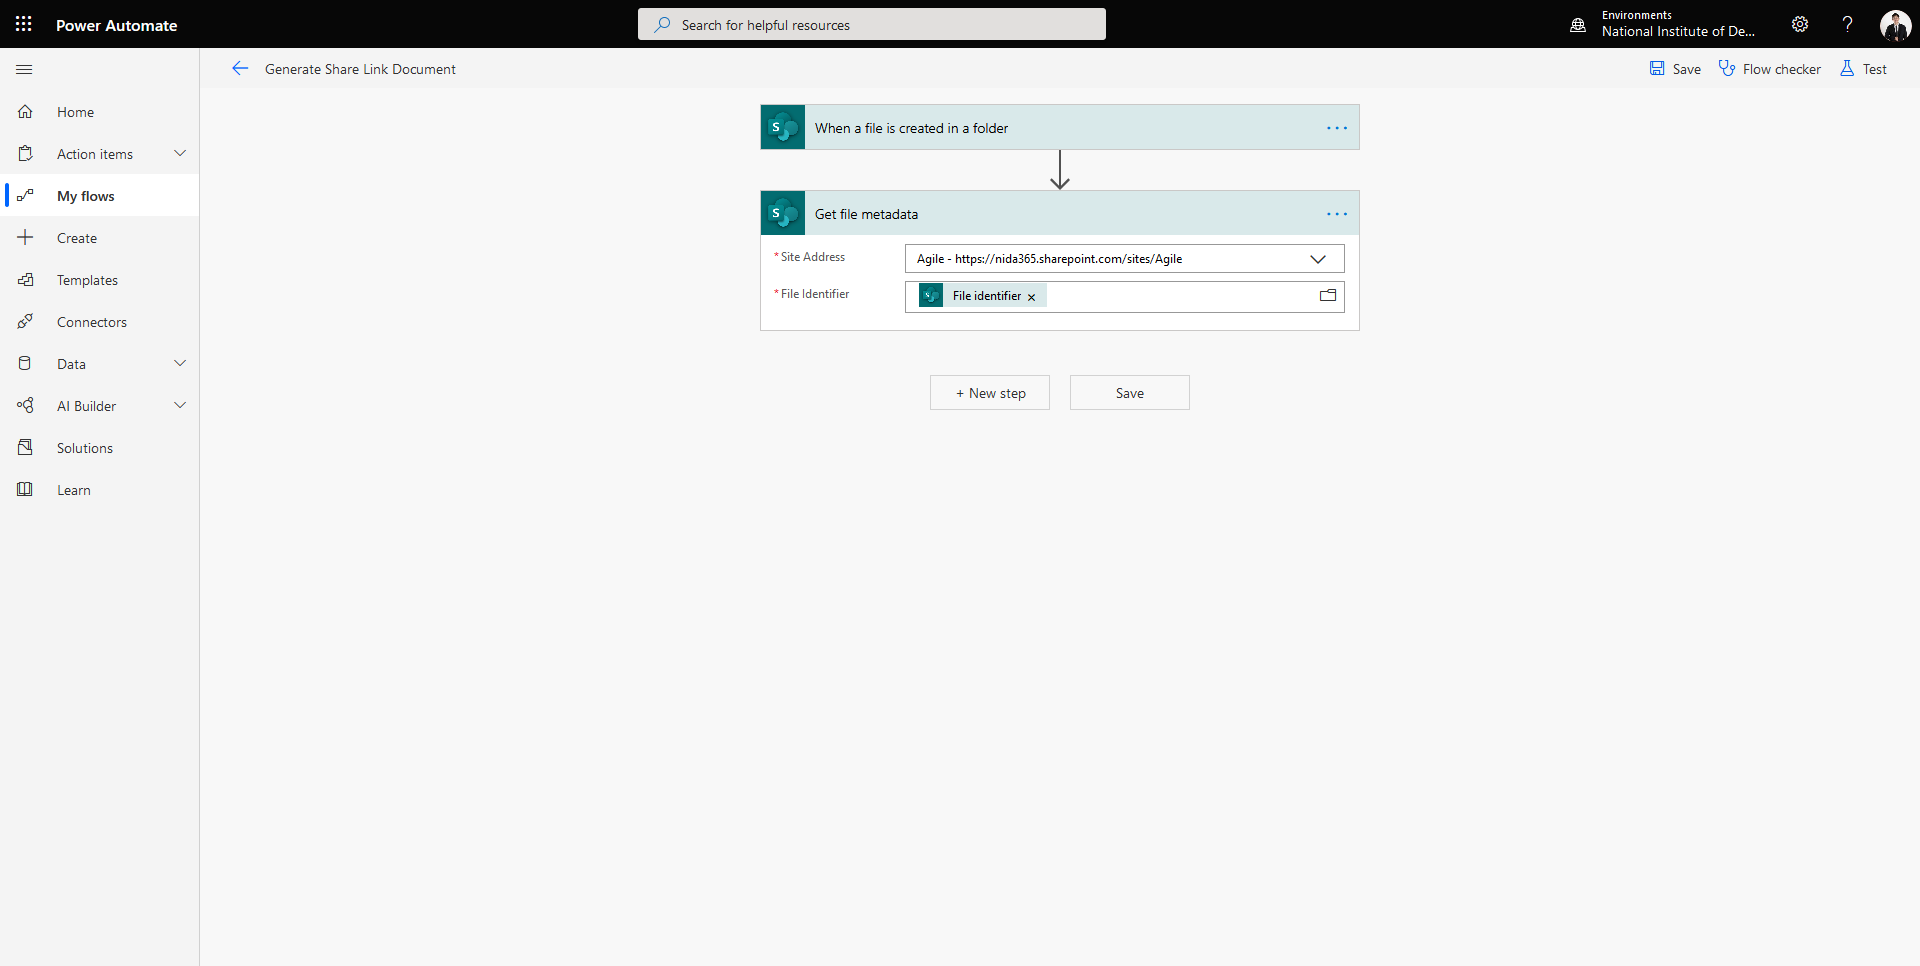 Power Automate
Search for helpful resources
Environments
National Institute of De...
Generate Share Link Document
Save
Flow checker
Test
Home
Action items
My flows
Create
Templates
Connectors
Data
AI Builder
Solutions
Learn
S
When a file is created in a folder
S
Get file metadata
* Site Address
Agile - https://nida365.sharepoint.com/sites/Agile
* File Identifier
S
File identifier ×
+ New step
Save